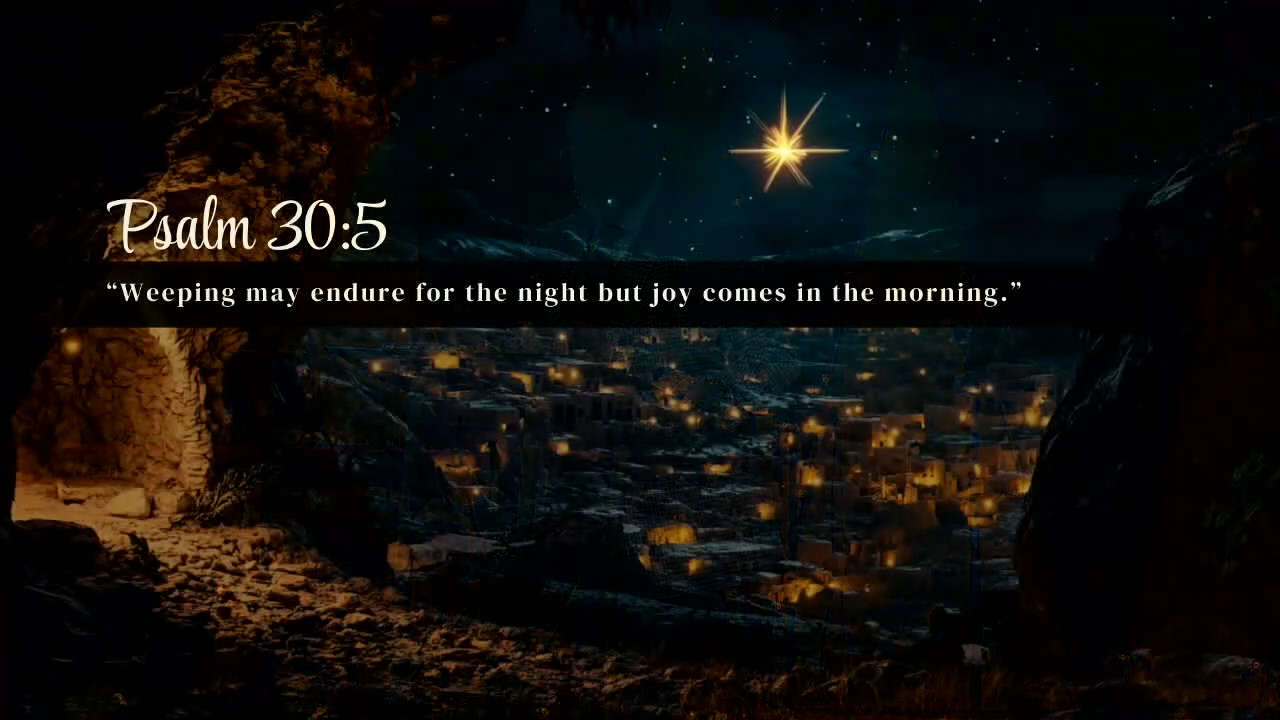 Psalm 30:5
“Weeping may endure for the night but joy comes in the morning.”